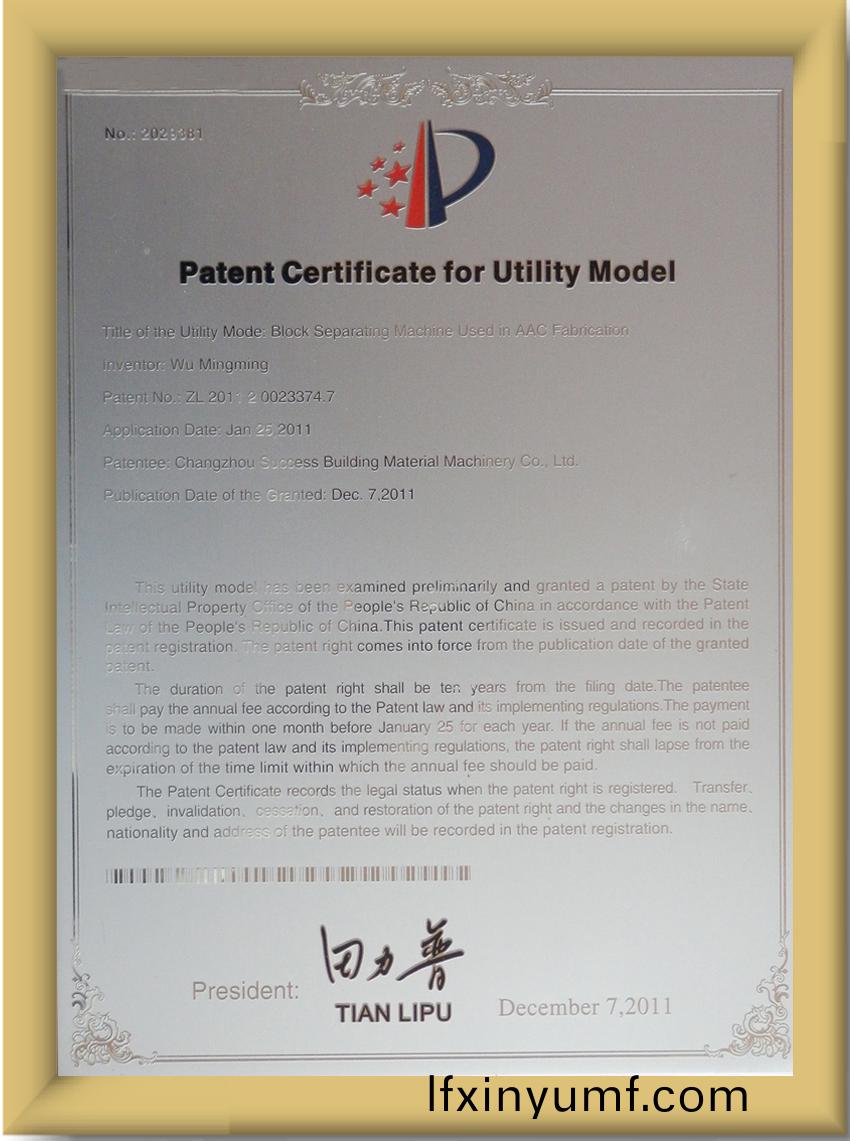 No.: 2023381
Patent Certificate for Utility Model
Title of the Utility Mode: Block Separating Machine Used in AAC Fabrication
Inventor: Wu Mingming
Patent No.: ZL 2011 2 0023374.7
Application Date: Jan 25,2011
Patentee: Changzhou Success Building Material Machinery Co., Ltd.
Publication Date of the Granted: Dec. 7,2011
This utility model has been examined preliminarily and granted a patent by the State
Intellectual Property Office of the People's Republic of China in accordance with the Patent
Law of the People's Republic of China.This patent certificate is issued and recorded in the
patent registration. The patent right comes into force from the publication date of the granted
patent.
The duration of the patent right shall be ten years from the filing date.The patentee
shall pay the annual fee according to the Patent law and its implementing regulations.The payment
is to be made within one month before January 25 for each year. If the annual fee is not paid
according to the patent law and its implementing regulations, the patent right shall lapse from the
expiration of the time limit within which the annual fee should be paid.
The Patent Certificate records the legal status when the patent right is registered. Transfer、
pledge、invalidation、cessation、and restoration of the patent right and the changes in the name、
nationality and address of the patentee will be recorded in the patent registration.
田力普
President:
TIAN LIPU
December 7,2011
lfxinyumf.com